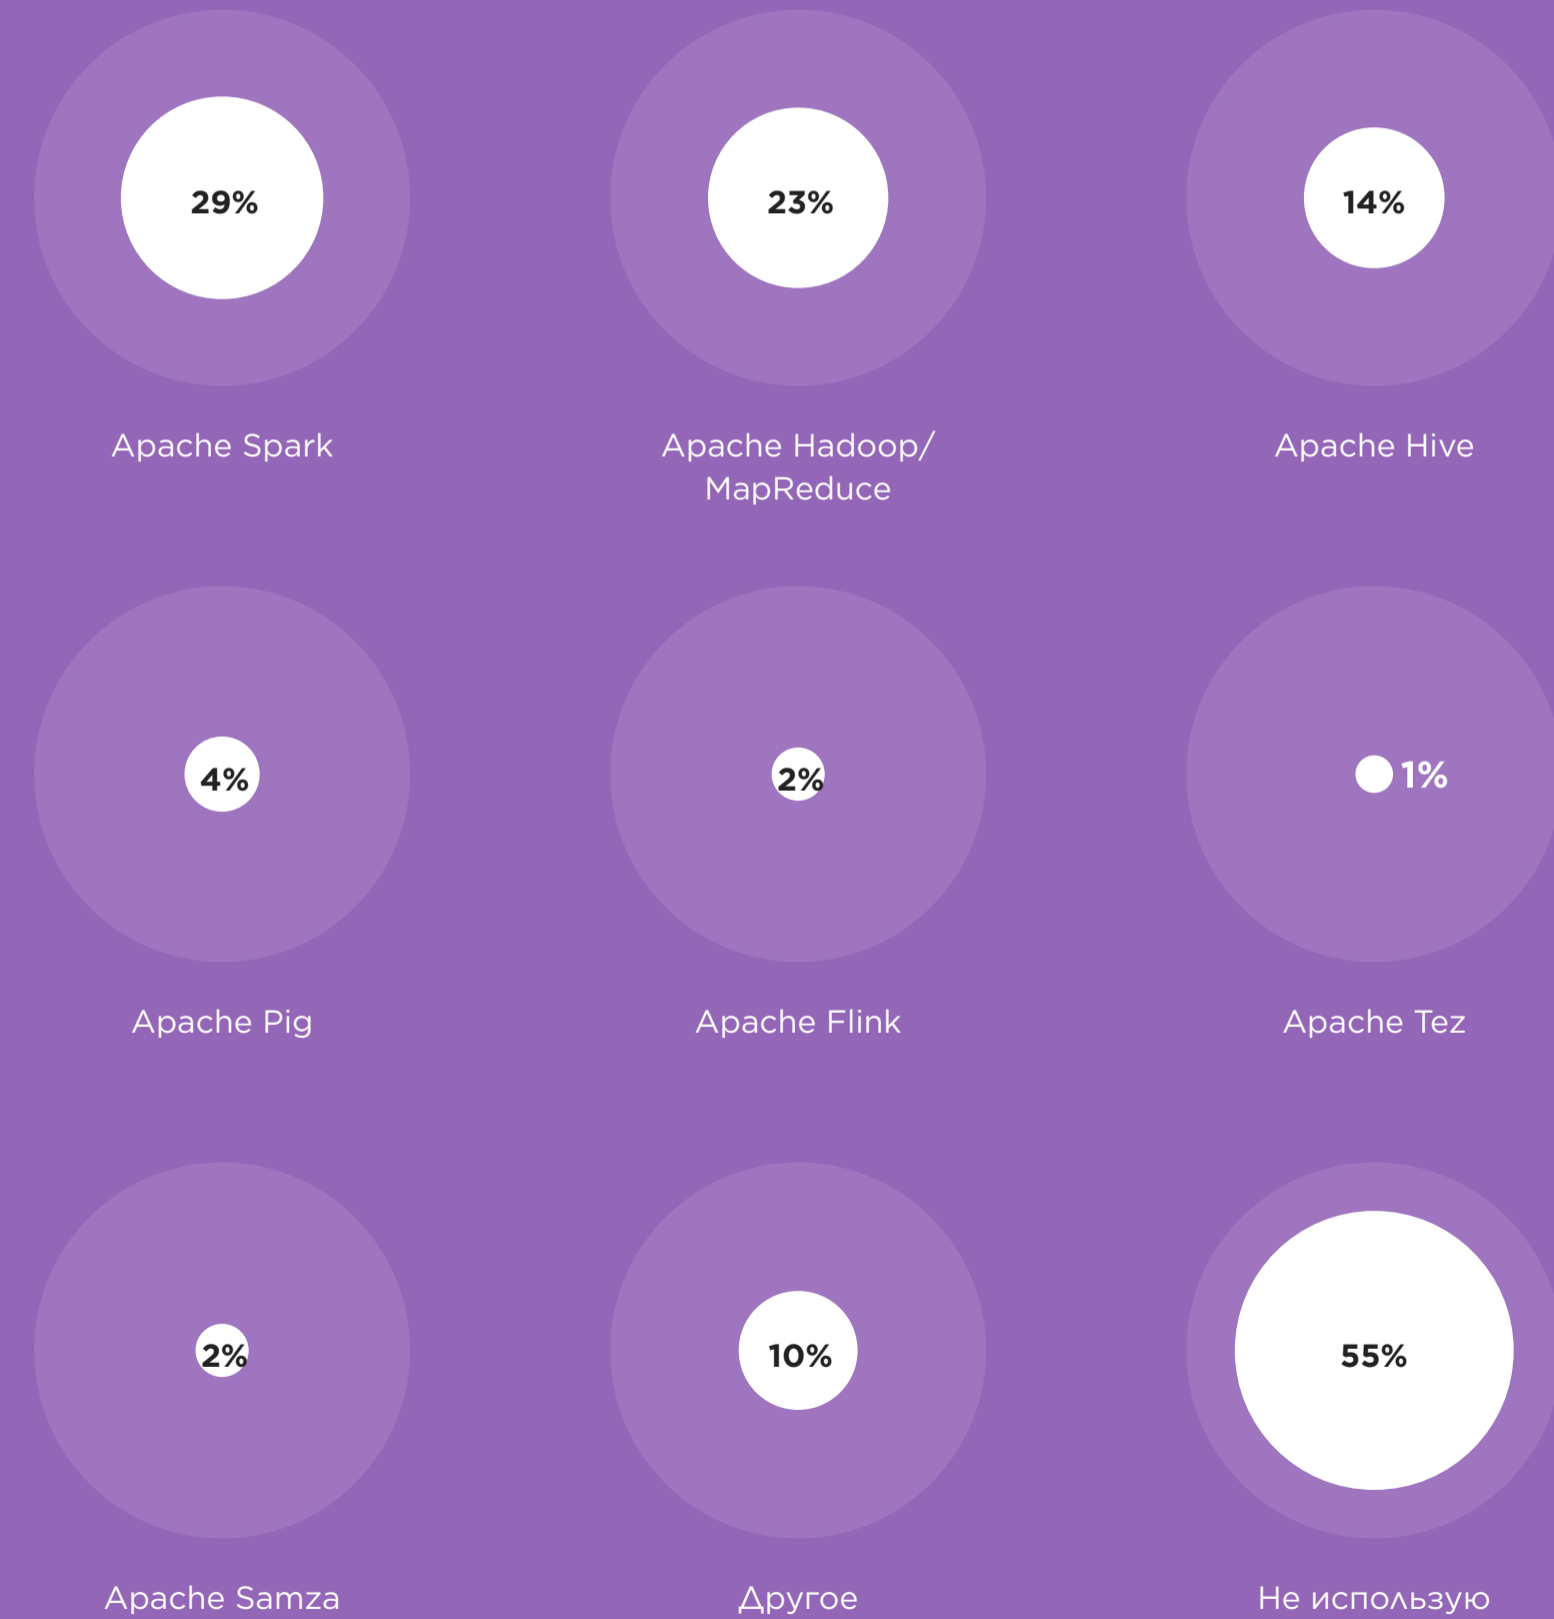 29%
23%
14%
Apache Spark
Apache Hadoop/
MapReduce
Apache Hive
4%
2%
1%
Apache Pig
Apache Flink
Apache Tez
2%
10%
55%
Apache Samza
Другое
Не использую